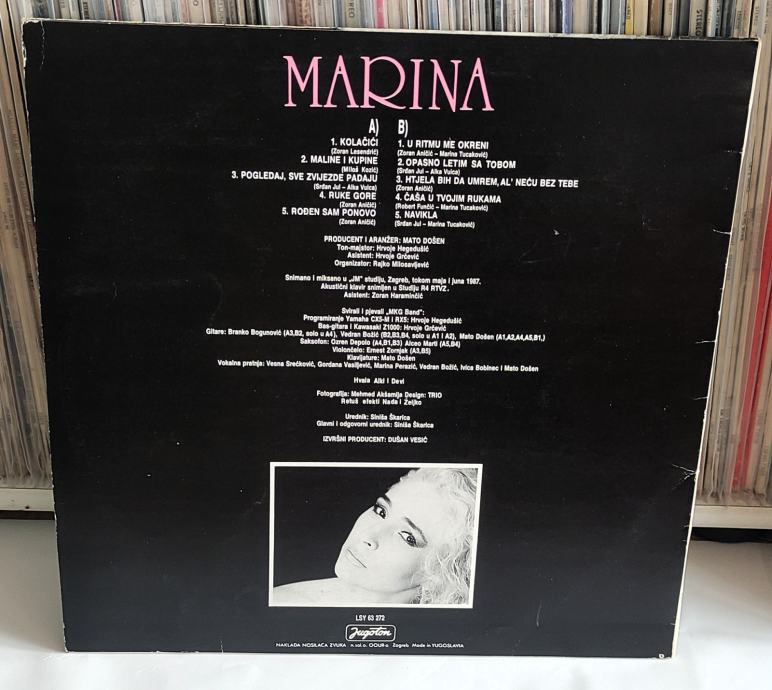 MARINA
A)
1. KOLAČIĆI
(Zoran Lesendrić)
2. MALINE I KUPINE
(Miloš Kozić)
3. POGLEDAJ, SVE ZVIJEZDE PADAJU
(Srđan Jul – Alka Vuica)
4. RUKE GORE
(Zoran Aničić)
5. ROĐEN SAM PONOVO
(Zoran Aničić)
B)
1. U RITMU ME OKRENI
(Zoran Aničić – Marina Tucaković)
2. OPASNO LETIM SA TOBOM
(Srđan Jul – Alka Vuica)
3. HTJELA BIH DA UMREM, AL' NEĆU BEZ TEBE
(Zoran Aničić)
4. ČAŠA U TVOJIM RUKAMA
(Robert Funčić – Marina Tucaković)
5. NAVIKLA
(Srđan Jul – Marina Tucaković)
PRODUCENT I ARANŽER: MATO DOŠEN
Ton-majstor: Hrvoje Hegedušić
Asistent: Hrvoje Grčević
Organizator: Rajko Milosavljević
Snimano i miksano u „JM" studiju, Zagreb, tokom maja i juna 1987.
Akustični klavir snimljen u Studiju R4 RTVZ.
Asistent: Zoran Haraminčić
Svirali i pjevali „MKG Band":
Programiranje Yamaha CX5-M i RX5: Hrvoje Hegedušić
Bas-gitara i Kawasaki Z1000: Hrvoje Grčević
Gitare: Branko Bogunović (A3,B2, solo u A4), Vedran Božić (B2,B3,B4, solo u A1 i A2), Mato Došen (A1,A2,A4,A5,B1,)
Saksofon: Ozren Depolo (A4,B1,B3) Alceo Marti (A5,B4)
Violončelo: Ernest Zornjak (A3,B5)
Klavijature: Mato Došen
Vokalna pratnja: Vesna Srećković, Gordana Vasiljević, Marina Perazić, Vedran Božić, Ivica Bobinec i Mato Došen
Hvala Alki i Devi
Fotografija: Mehmed Akšamija Design: TRIO
Retuš efekti Nada i Željko
Urednik: Siniša Škarica
Glavni i odgovorni urednik: Siniša Škarica
IZVRŠNI PRODUCENT: DUŠAN VESIĆ
LSY 63 272
Jugoton
NAKLADA NOSILACA ZVUKA n.sol.o. OOUR-a Zagreb Made in YUGOSLAVIA